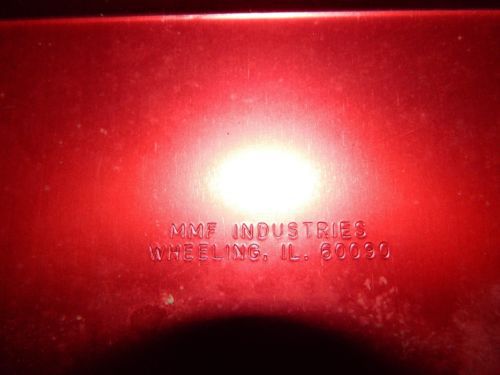 MMF INDUSTRIES
WHEELING, IL. 60090